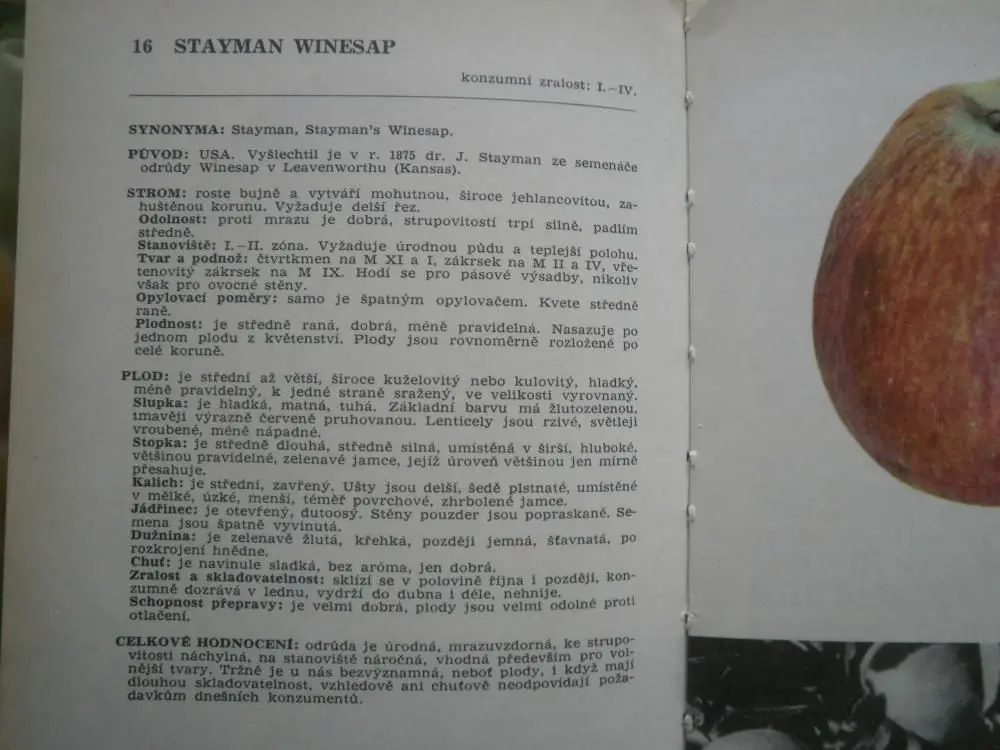 16 STAYMAN WINESAP
konzumní zralost: I.–IV.
SYNONYMA: Stayman, Stayman's Winesap.
PŮVOD: USA. Vyšlechtil je v r. 1875 dr. J. Stayman ze semenáče
odrůdy Winesap v Leavenworthu (Kansas).
STROM: roste bujně a vytváří mohutnou, široce jehlancovitou, za-
huštěnou korunu. Vyžaduje delší řez.
Odolnost: proti mrazu je dobrá, strupovitostí trpí silně, padlím
středně.
Stanoviště: I.–II. zóna. Vyžaduje úrodnou půdu a teplejší polohu.
Tvar a podnož: čtvrtkmen na M XI a I, zákrsek na M II a IV, vře-
tenovitý zákrsek na M IX. Hodí se pro pásové výsadby, nikoliv
však pro ovocné stěny.
Opylovací poměry: samo je špatným opylovačem. Kvete středně
raně.
Plodnost: je středně raná, dobrá, méně pravidelná. Nasazuje po
jednom plodu z květenství. Plody jsou rovnoměrně rozložené po
celé koruně.
PLOD: je střední až větší, široce kuželovitý nebo kulovitý, hladký,
méně pravidelný, k jedné straně sražený, ve velikosti vyrovnaný.
Slupka: je hladká, matná, tuhá. Základní barvu má žlutozelenou,
tmavěji výrazně červeně pruhovanou. Lenticely jsou rzivé, světleji
vroubené, méně nápadné.
Stopka: je středně dlouhá, středně silná, umístěná v širší, hluboké,
většinou pravidelné, zelenavé jamce, jejíž úroveň většinou jen mírně
přesahuje.
Kalich: je střední, zavřený. Ušty jsou delší, šedě plstnaté, umístěné
v mělké, úzké, menší, téměř povrchové, zhrbolené jamce.
Jádřinec: je otevřený, dutoosý. Stěny pouzder jsou popraskané. Se-
mena jsou špatně vyvinutá.
Dužnina: je zelenavě žlutá, křehká, později jemná, šťavnatá, po
rozkrojení hnědne.
Chuť: je navinule sladká, bez aróma, jen dobrá.
Zralost a skladovatelnost: sklízí se v polovině října i později, kon-
zumně dozrává v lednu, vydrží do dubna i déle, nehnije.
Schopnost přepravy: je velmi dobrá, plody jsou velmi odolné proti
otlačení.
CELKOVÉ HODNOCENÍ: odrůda je úrodná, mrazuvzdorná, ke strupo-
vitosti náchylná, na stanoviště náročná, vhodná především pro vol-
nější tvary. Tržně je u nás bezvýznamná, neboť plody, i když mají
dlouhou skladovatelnost, vzhledově ani chuťově neodpovídají poža-
davkům dnešních konzumentů.